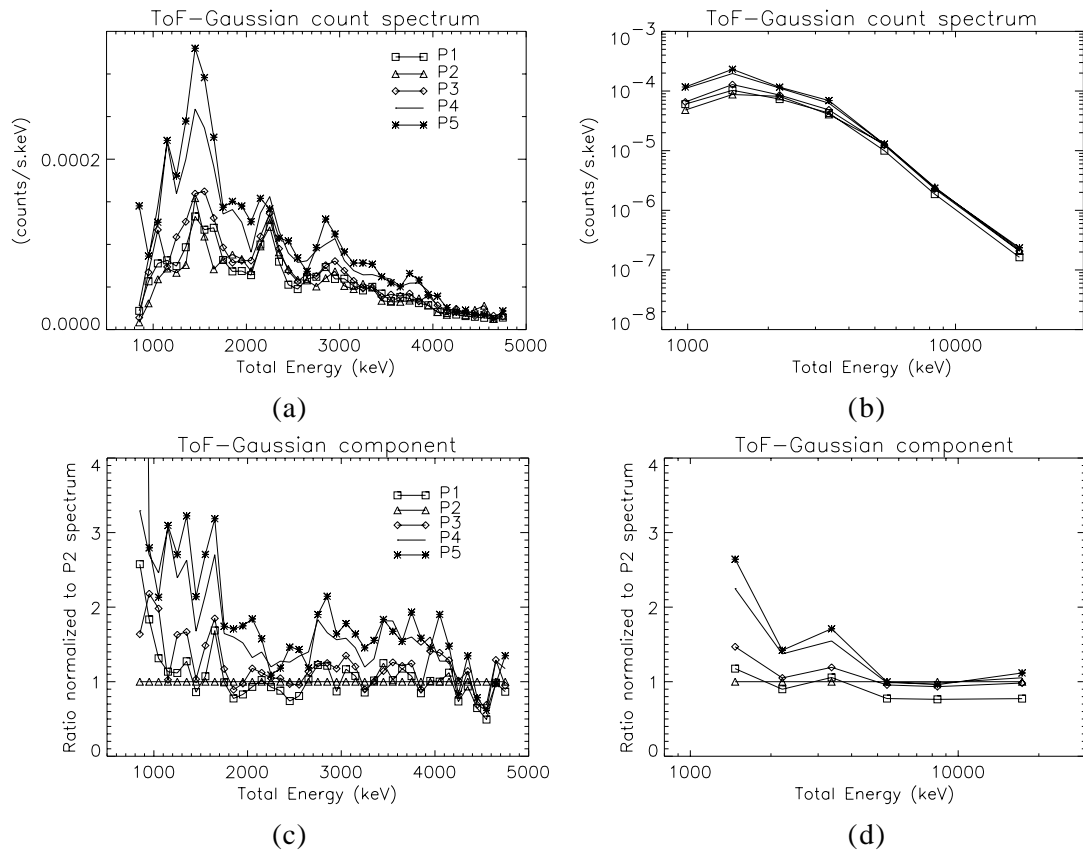 ToF-Gaussian count spectrum
(counts/s.keV)
0.0002
0.0000
P1
P2
P3
P4
P5
1000 2000 3000 4000 5000
Total Energy (keV)
(a)
ToF-Gaussian count spectrum
(counts/s.keV)
10^-3
10^-4
10^-5
10^-6
10^-7
10^-8
1000 10000
Total Energy (keV)
(b)
ToF-Gaussian component
Ratio normalized to P2 spectrum
4
3
2
1
0
P1
P2
P3
P4
P5
1000 2000 3000 4000 5000
Total Energy (keV)
(c)
ToF-Gaussian component
Ratio normalized to P2 spectrum
4
3
2
1
0
1000 10000
Total Energy (keV)
(d)